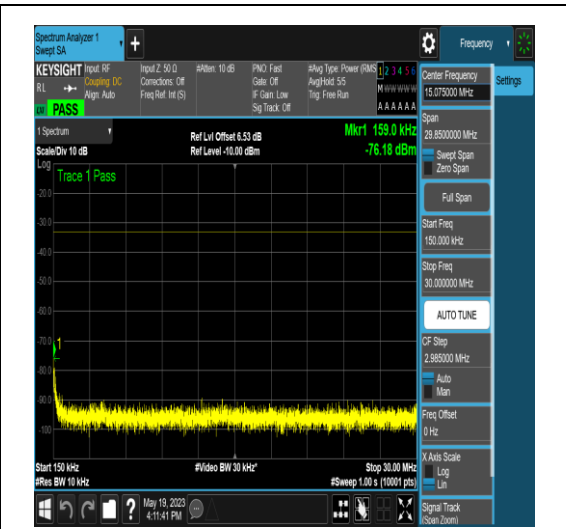 Spectrum Analyzer 1
Swept SA
+
Frequency
KEYSIGHT
RL
PASS
Input: RF
Coupling: DC
Align: Auto
Input Z: 50 Ω
Corrections: Off
Freq Ref: Int (S)
#Atten: 10 dB
PNO: Fast
Gate: Off
IF Gain: Low
Sig Track: Off
#Avg Type: Power (RMS
Avg|Hold: 5/5
Trig: Free Run
1 2 3 4 5 6
M W W W W W
A A A A A A
1 Spectrum
Scale/Div 10 dB
Ref Lvl Offset 6.53 dB
Ref Level -10.00 dBm
Mkr1 159.0 kHz
-76.18 dBm
Log
Trace 1 Pass
-20.0
-30.0
-40.0
-50.0
-60.0
-70.0
1
-80.0
-90.0
-100
Start 150 kHz
#Res BW 10 kHz
#Video BW 30 kHz*
Stop 30.00 MHz
#Sweep 1.00 s (10001 pts)
?
May 19, 2023
4:11:41 PM
Center Frequency
15.075000 MHz
Settings
Span
29.8500000 MHz
Swept Span
Zero Span
Full Span
Start Freq
150.000 kHz
Stop Freq
30.000000 MHz
AUTO TUNE
CF Step
2.985000 MHz
Auto
Man
Freq Offset
0 Hz
X Axis Scale
Log
Lin
Signal Track
(Span Zoom)